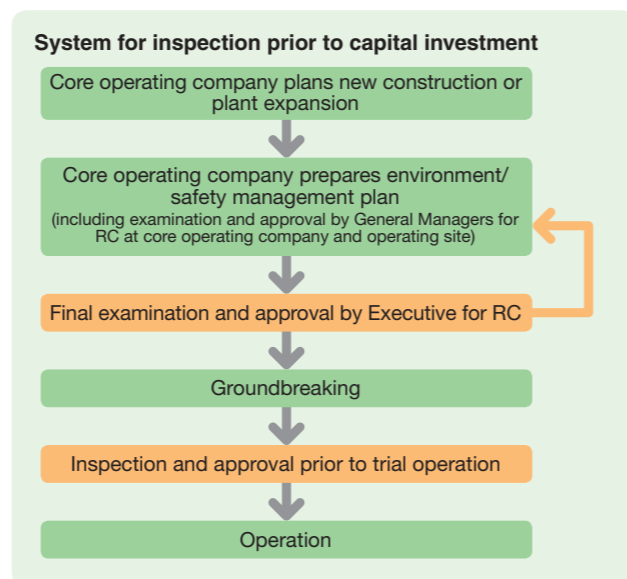 System for inspection prior to capital investment
Core operating company plans new construction or
plant expansion
Core operating company prepares environment/
safety management plan
(including examination and approval by General Managers for
RC at core operating company and operating site)
Final examination and approval by Executive for RC
Groundbreaking
Inspection and approval prior to trial operation
Operation